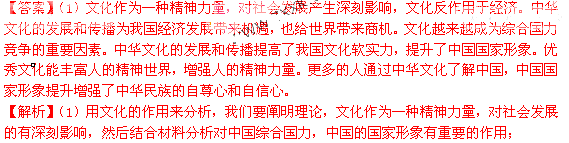 【答案】（1）文化作为一种精神力量，对社会发展产生深刻影响，文化反作用于经济。中华
文化的发展和传播为我国经济发展带来机遇，也给世界带来商机。文化越来越成为综合国力
竞争的重要因素。中华文化的发展和传播提高了我国文化软实力，提升了中国国家形象。优
秀文化能丰富人的精神世界，增强人的精神力量。更多的人通过中华文化了解中国，中国国
家形象提升增强了中华民族的自尊心和自信心。
【解析】（1）用文化的作用来分析，我们要阐明理论，文化作为一种精神力量，对社会发展
的有深刻影响，然后结合材料分析对中国综合国力，中国的国家形象有重要的作用；